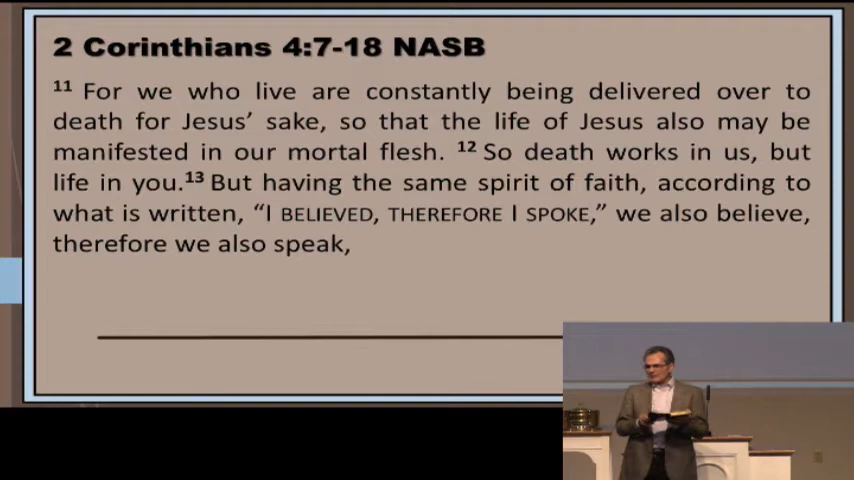 2 Corinthians 4:7-18 NASB
11 For we who live are constantly being delivered over to
death for Jesus’ sake, so that the life of Jesus also may be
manifested in our mortal flesh. 12 So death works in us, but
life in you.13 But having the same spirit of faith, according to
what is written, “I BELIEVED, THEREFORE I SPOKE,” we also believe,
therefore we also speak,